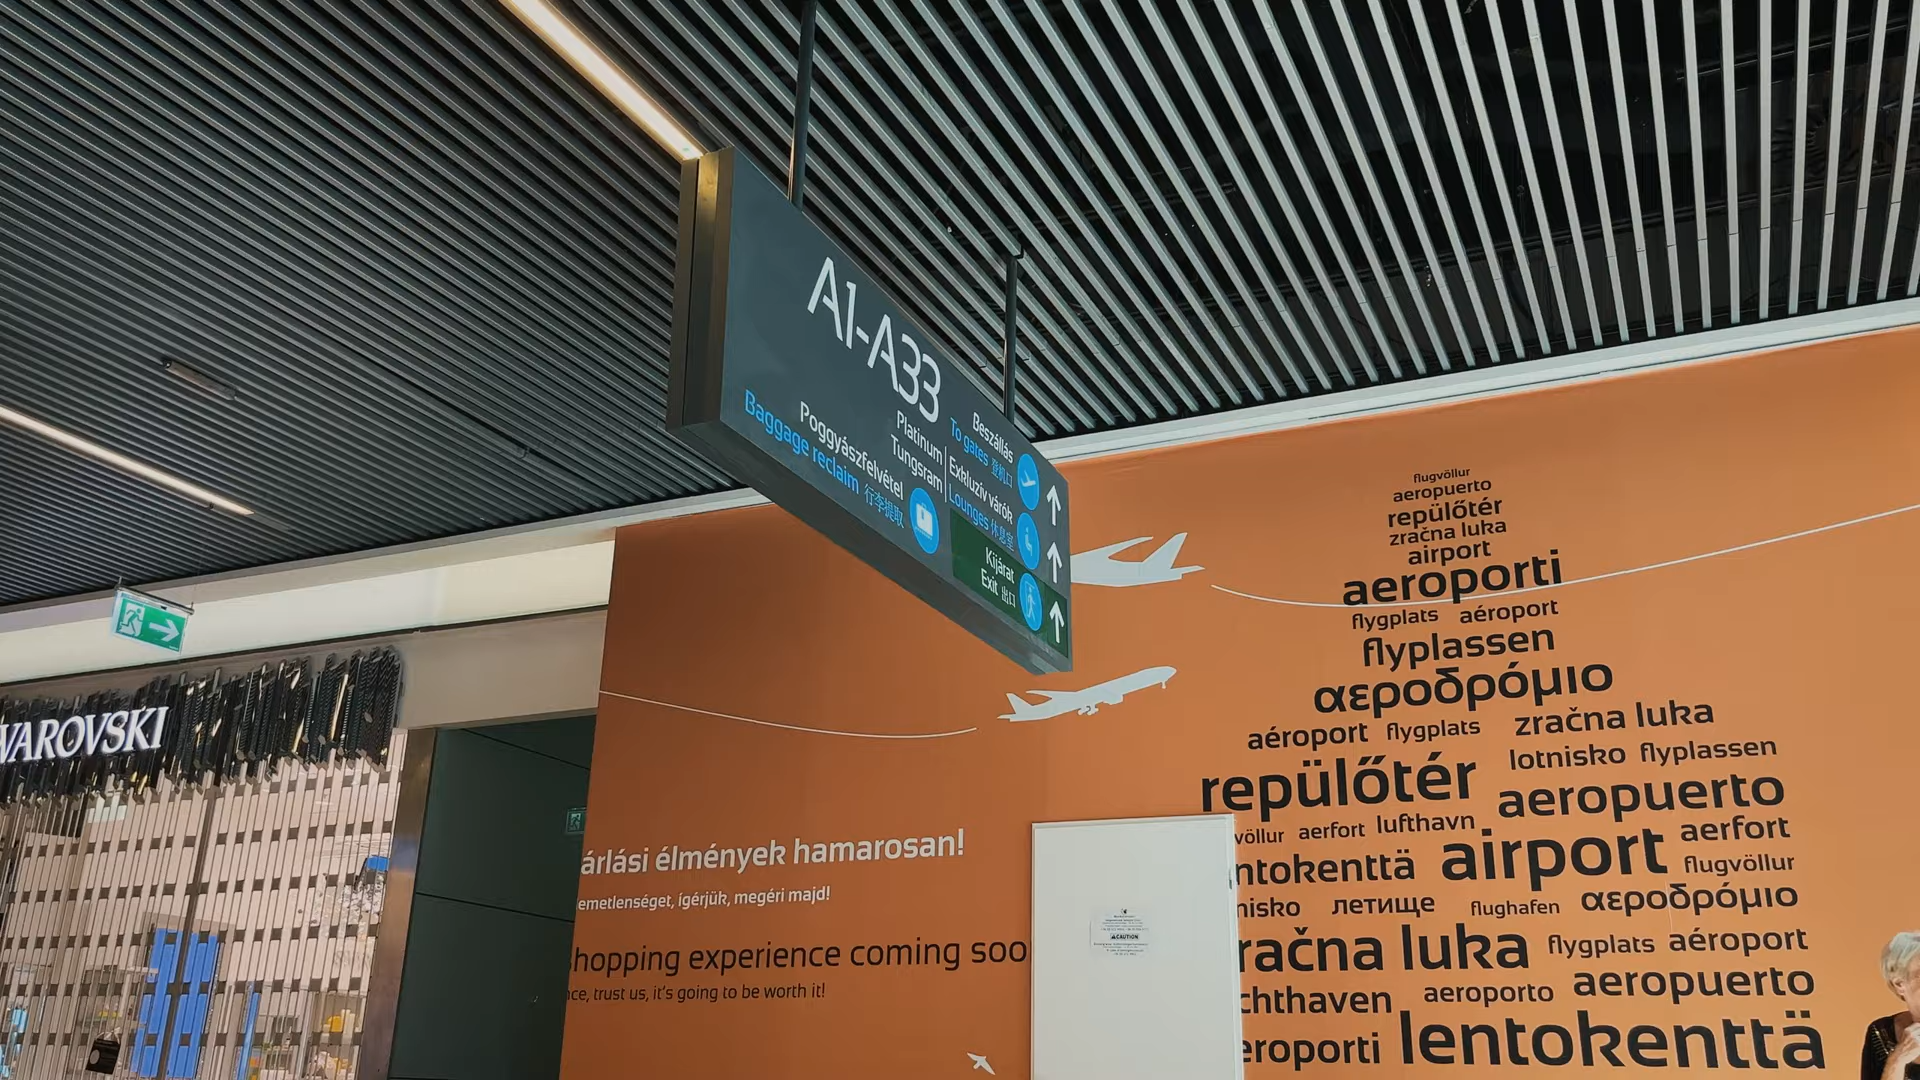 A1-A33
Beszállás
To gates 登机口
Platinum
Tungsram
Exkluzív várók
Lounges 休息室
Poggyászfelvétel
Baggage reclaim 行李提取
Kijárat
Exit 出口
VAROVSKI
árlási élmények hamarosan!
emetlenséget, ígérjük, megéri majd!
hopping experience coming soo
nce, trust us, it's going to be worth it!
CAUTION
flugvöllur
aeropuerto
repülőtér
zračna luka
airport
aeroporti
flygplats aéroport
flyplassen
αεροδρόμιο
aéroport flygplats zračna luka
lotnisko flyplassen
repülőtér aeropuerto
völlur aerfort lufthavn aerfort
ntokenttä airport flugvöllur
nisko летище flughafen αεροδρόμιο
račna luka flygplats aéroport
chthaven aeroporto aeropuerto
eroporti lentokenttä